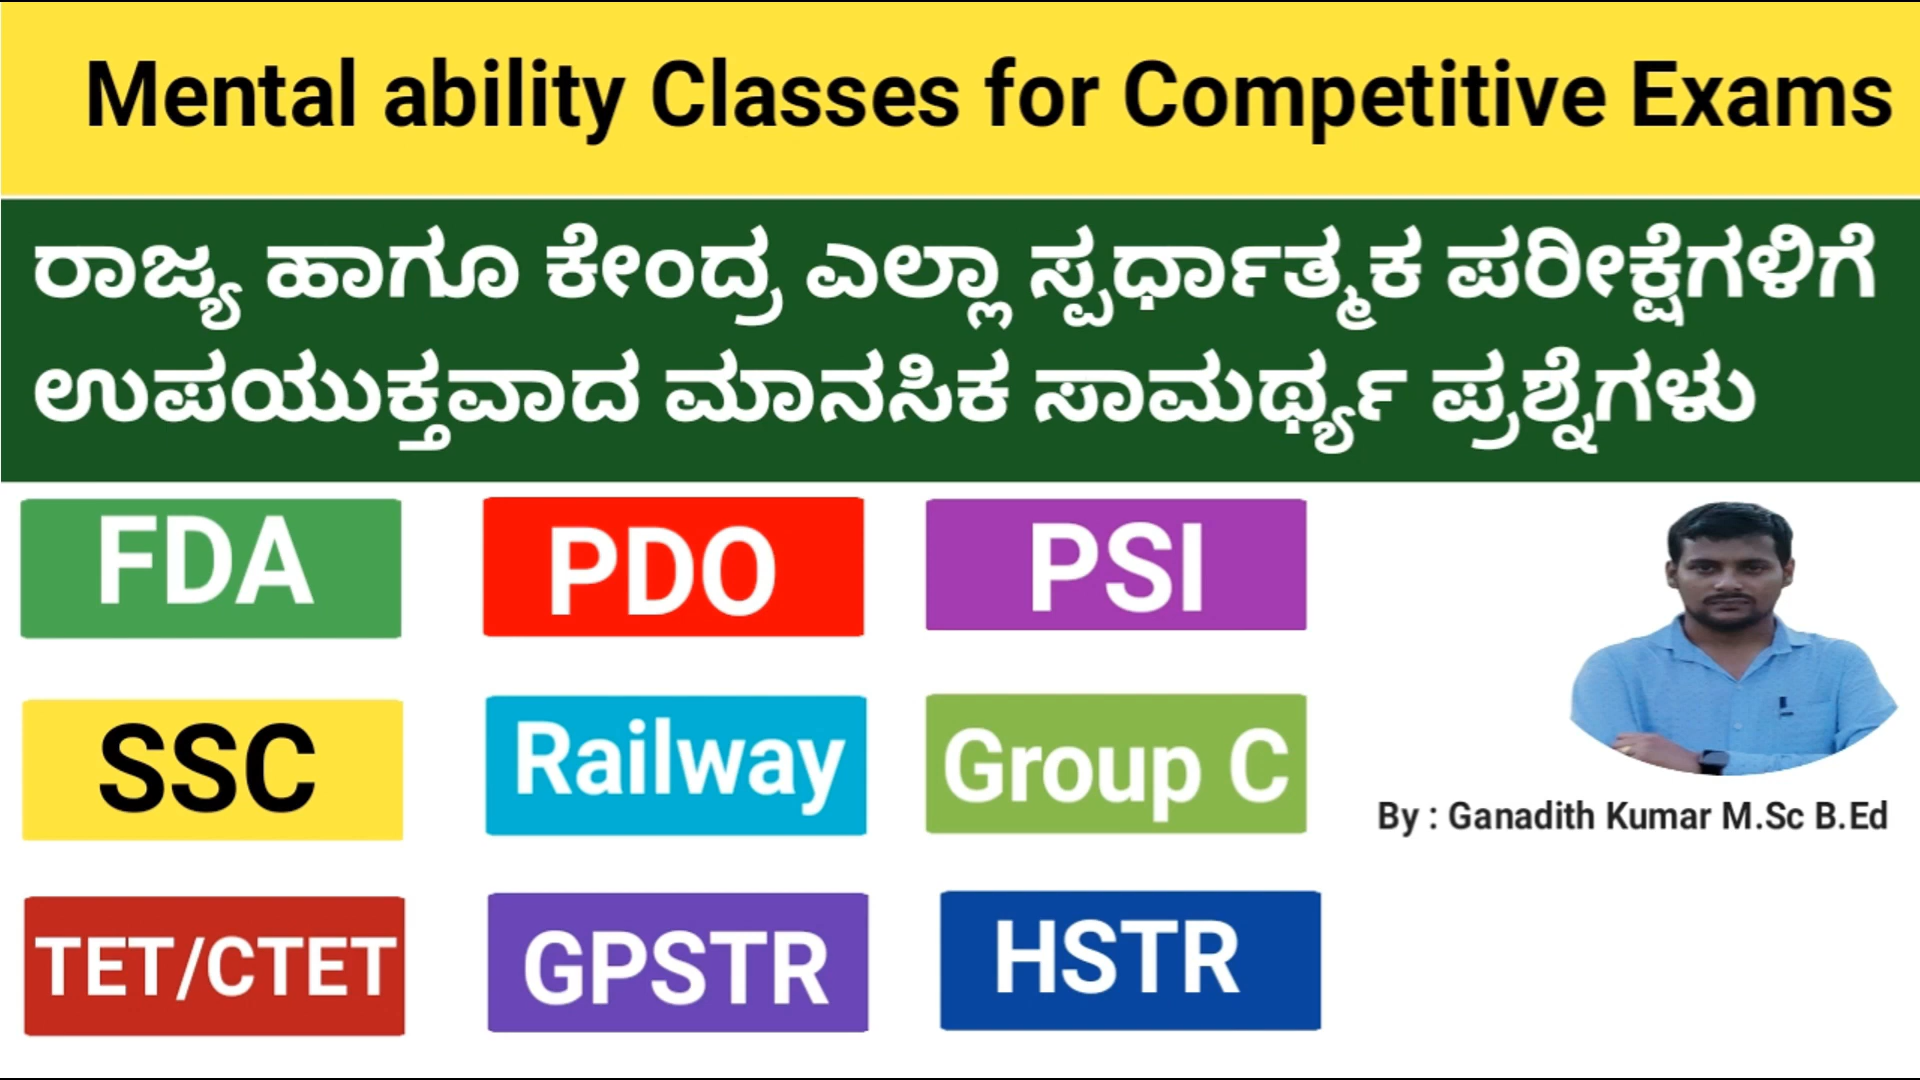 Mental ability Classes for Competitive Exams
ರಾಜ್ಯ ಹಾಗೂ ಕೇಂದ್ರ ಎಲ್ಲಾ ಸ್ಪರ್ಧಾತ್ಮಕ ಪರೀಕ್ಷೆಗಳಿಗೆ
ಉಪಯುಕ್ತವಾದ ಮಾನಸಿಕ ಸಾಮರ್ಥ್ಯ ಪ್ರಶ್ನೆಗಳು
FDA
PDO
PSI
SSC
Railway
Group C
By : Ganadith Kumar M.Sc B.Ed
TET/CTET
GPSTR
HSTR